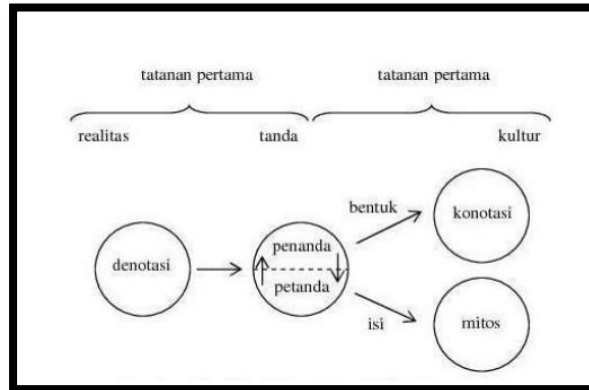 tatanan pertama tatanan pertama
realitas tanda kultur
bentuk konotasi
penanda
denotasi
petanda
isi mitos